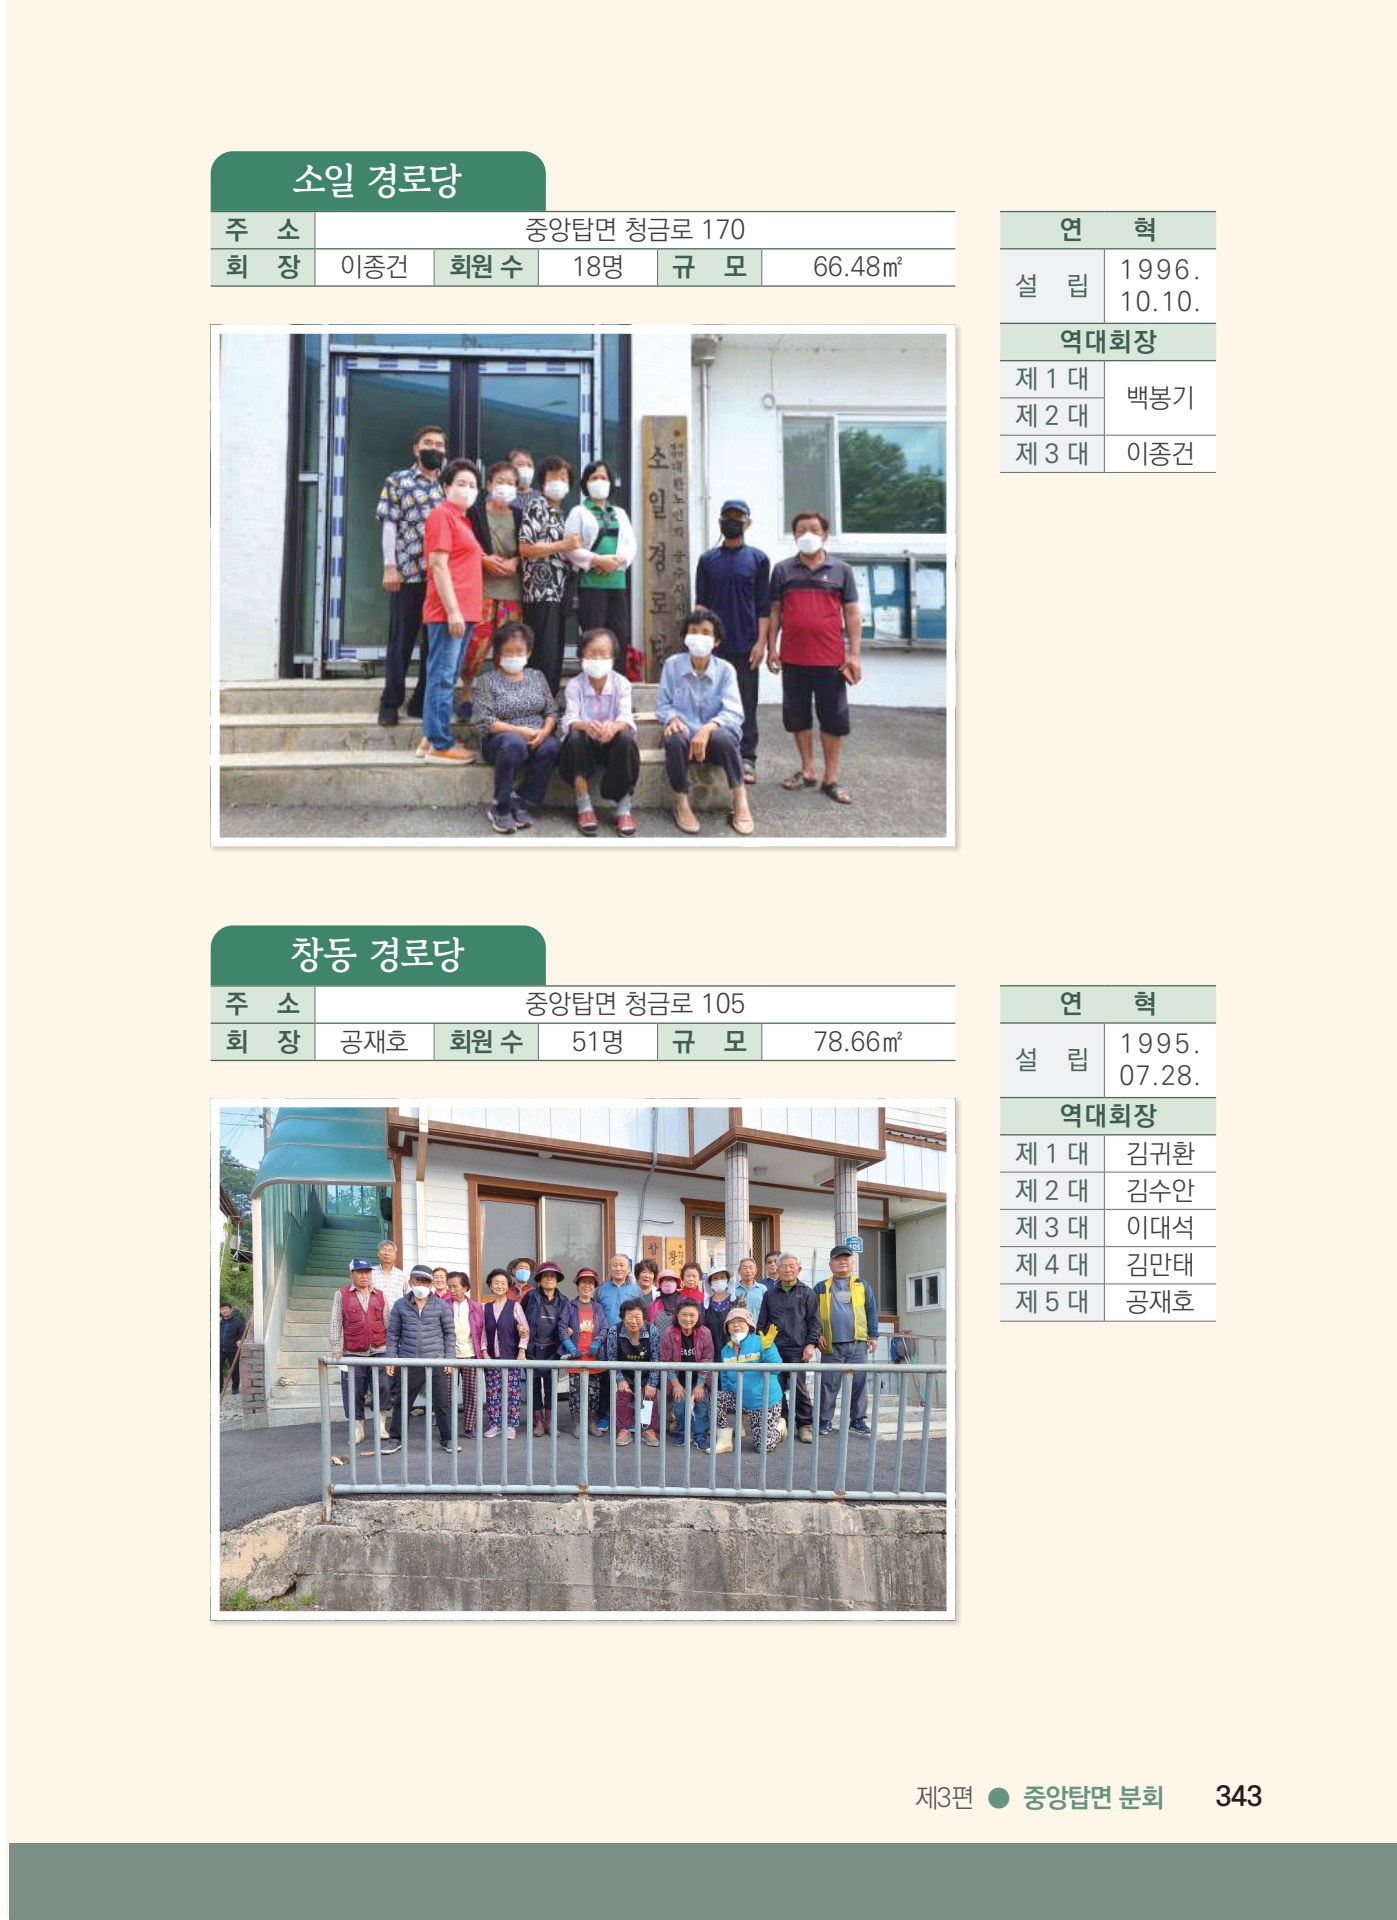 소일 경로당
주 소 중앙탑면 청금로 170
회 장 이종건 회원 수 18명 규 모 66.48㎡
연 혁
설 립 1996. 10.10.
역대회장
제 1 대 백봉기
제 2 대
제 3 대 이종건
소일경로당
창동 경로당
주 소 중앙탑면 청금로 105
회 장 공재호 회원 수 51명 규 모 78.66㎡
연 혁
설 립 1995. 07.28.
역대회장
제 1 대 김귀환
제 2 대 김수안
제 3 대 이대석
제 4 대 김만태
제 5 대 공재호
105
제3편 ● 중앙탑면 분회 343